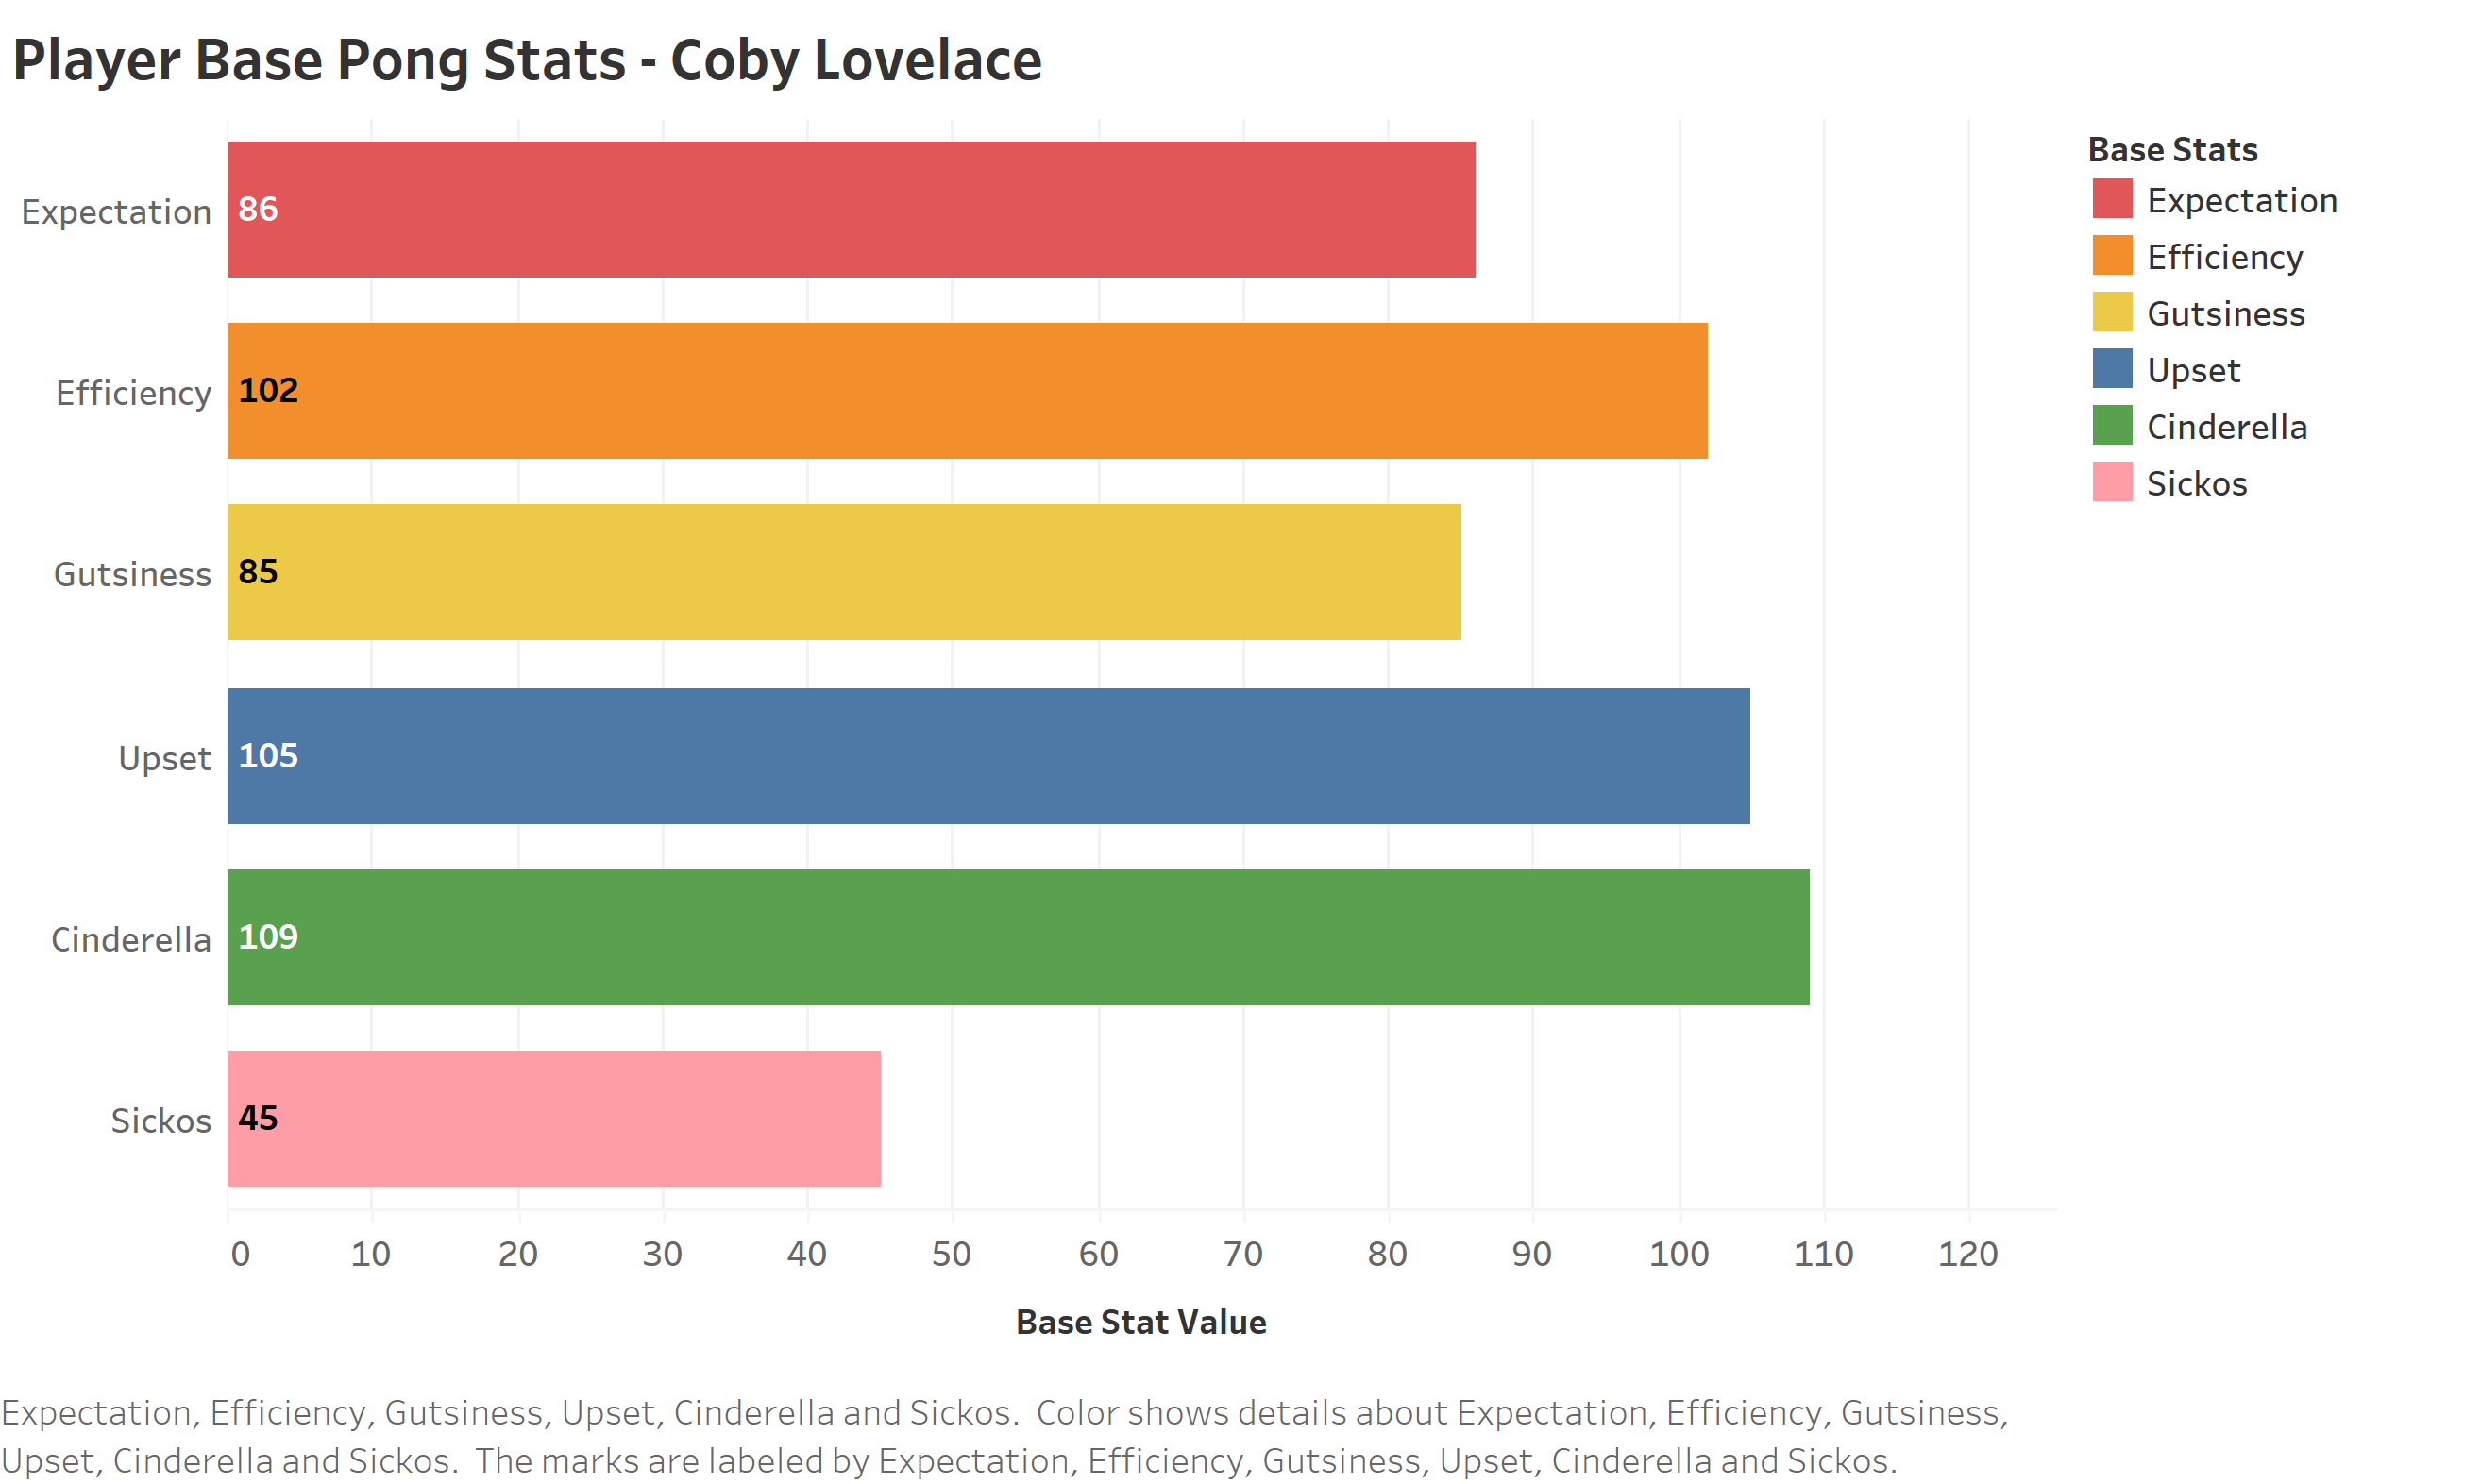 Player Base Pong Stats - Coby Lovelace
Expectation
86
Efficiency
102
Gutsiness
85
Upset
105
Cinderella
109
Sickos
45
0 10 20 30 40 50 60 70 80 90 100 110 120
Base Stat Value
Base Stats
Expectation
Efficiency
Gutsiness
Upset
Cinderella
Sickos
Expectation, Efficiency, Gutsiness, Upset, Cinderella and Sickos.  Color shows details about Expectation, Efficiency, Gutsiness,
Upset, Cinderella and Sickos.  The marks are labeled by Expectation, Efficiency, Gutsiness, Upset, Cinderella and Sickos.